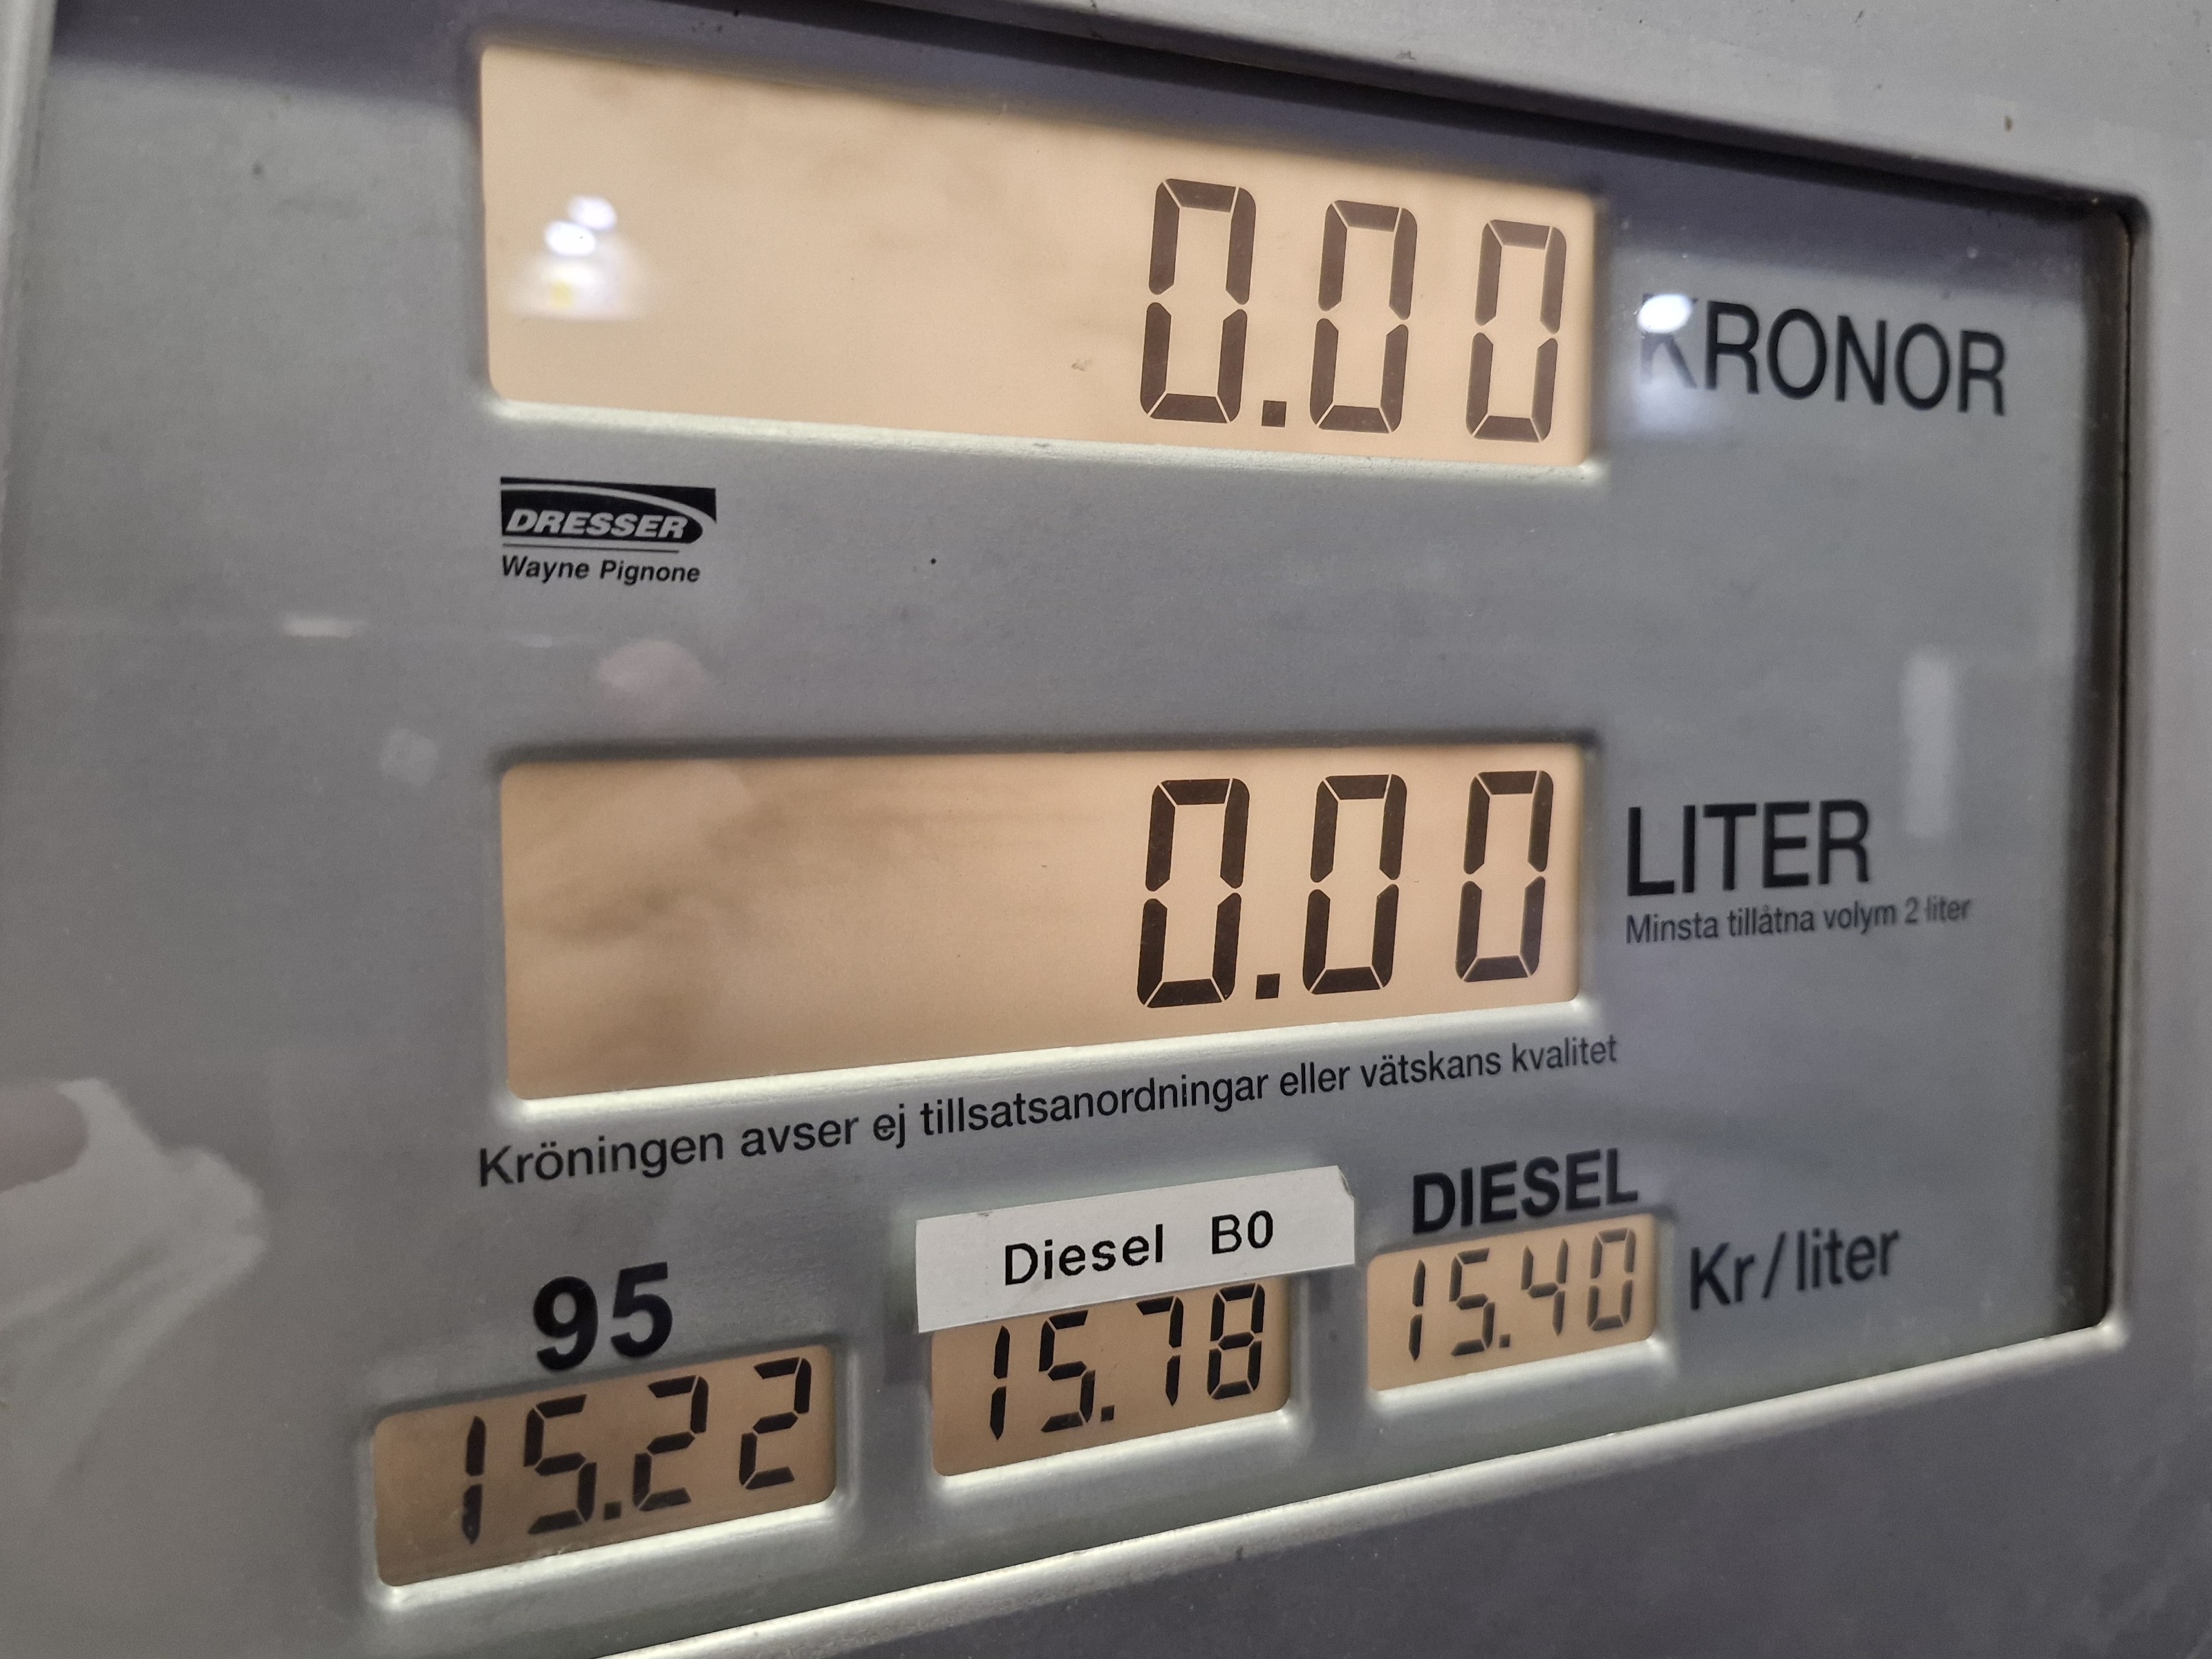 0.00 KRONOR
DRESSER
Wayne Pignone
0.00 LITER
Minsta tillåtna volym 2 liter
Kröningen avser ej tillsatsanordningar eller vätskans kvalitet
95 Diesel B0 DIESEL
15.22 15.78 15.40 Kr/liter